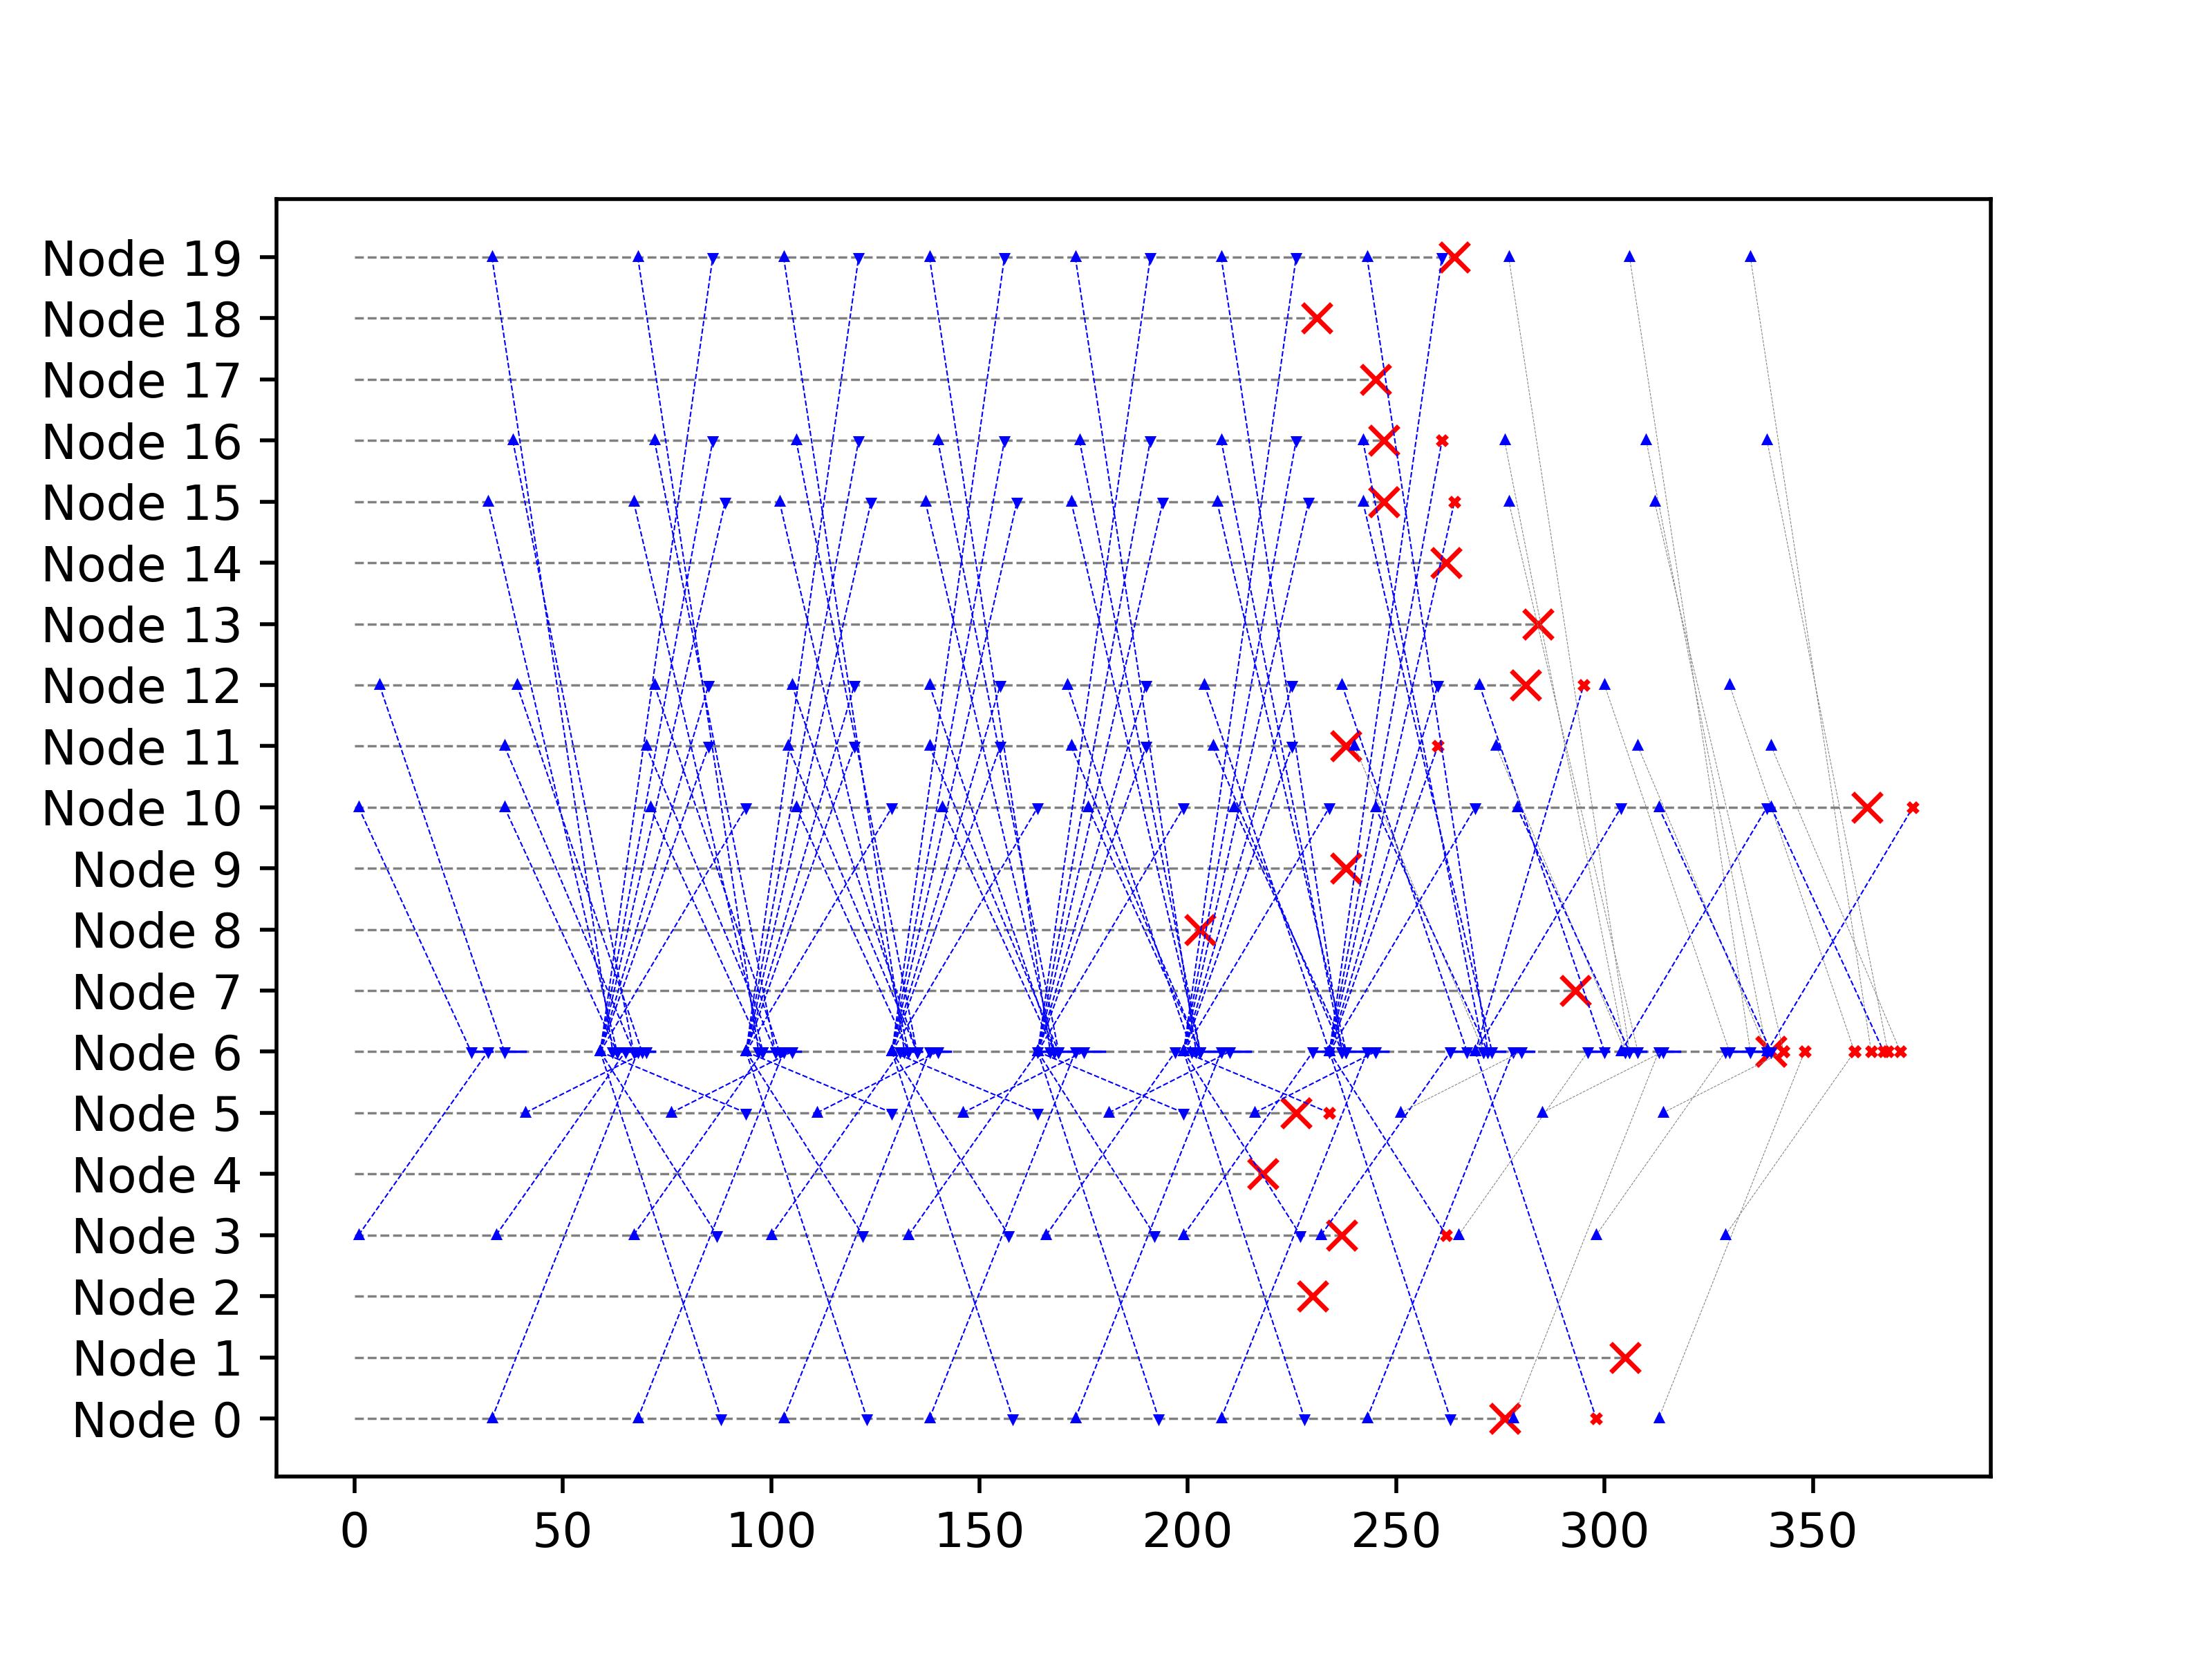 Node 19
Node 18
Node 17
Node 16
Node 15
Node 14
Node 13
Node 12
Node 11
Node 10
Node 9
Node 8
Node 7
Node 6
Node 5
Node 4
Node 3
Node 2
Node 1
Node 0
0 50 100 150 200 250 300 350